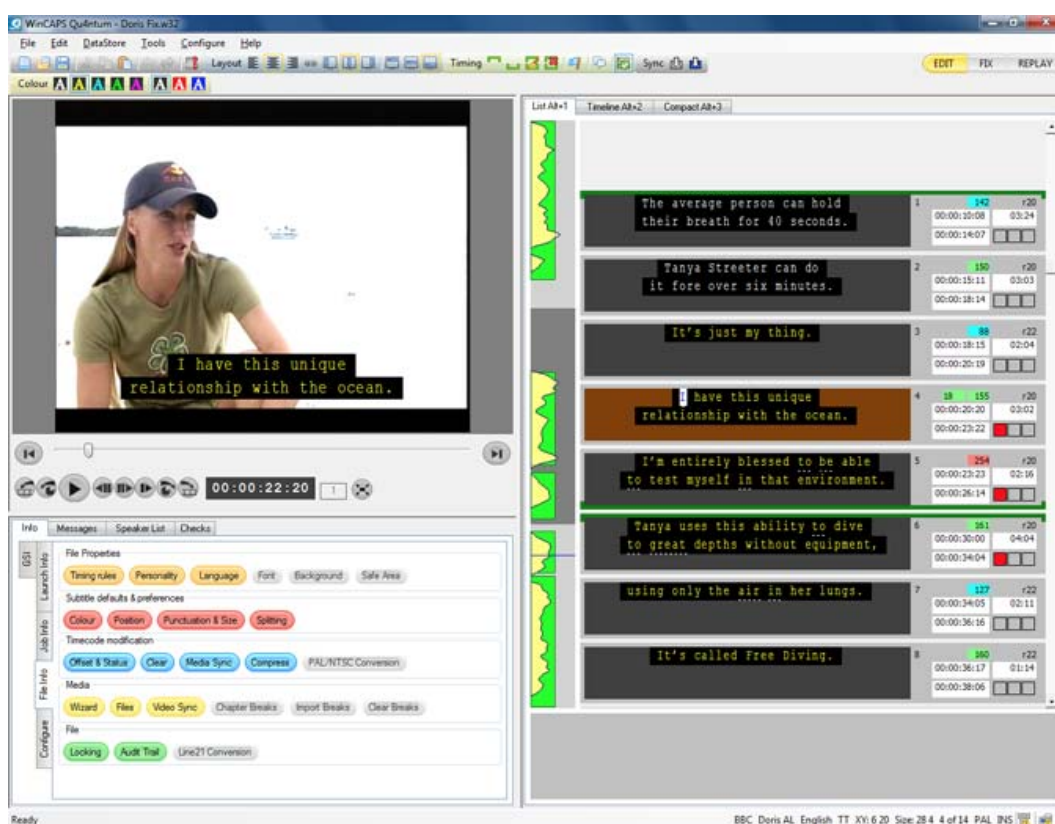 WinCAPS Qu4ntum - Doris Fix.w32
File Edit DataStore Tools Configure Help
Layout Timing Sync EDIT FIX REPLAY
Colour A A A A A A A A
List Alt+1 Timeline Alt+2 Compact Alt+3
I have this unique
relationship with the ocean.
00:00:22:20 1
The average person can hold
their breath for 40 seconds.
1 142 r20
00:00:10:08 03:24
00:00:14:07
Tanya Streeter can do
it fore over six minutes.
2 150 r20
00:00:15:11 03:03
00:00:18:14
It's just my thing.
3 88 r22
00:00:18:15 02:04
00:00:20:19
I have this unique
relationship with the ocean.
4 18 155 r20
00:00:20:20 03:02
00:00:23:22
I'm entirely blessed to be able
to test myself in that environment.
5 254 r20
00:00:23:23 02:16
00:00:26:14
Tanya uses this ability to dive
to great depths without equipment,
6 161 r20
00:00:30:00 04:04
00:00:34:04
using only the air in her lungs.
7 127 r22
00:00:34:05 02:11
00:00:36:16
It's called Free Diving.
8 160 r22
00:00:36:17 01:14
00:00:38:06
Info Messages Speaker List Checks
GSI
Launch Info
Job Info
File Info
Configure
File Properties
Timing rules Personality Language Font Background Safe Area
Subtitle defaults & preferences
Colour Position Punctuation & Size Splitting
Timecode modification
Offset & Status Clear Media Sync Compress PAL/NTSC Conversion
Media
Wizard Files Video Sync Chapter Breaks Import Breaks Clear Breaks
File
Locking Audit Trail Line21 Conversion
Ready
BBC Doris AL English TT XY: 6 20 Size: 28 4 4 of 14 PAL INS